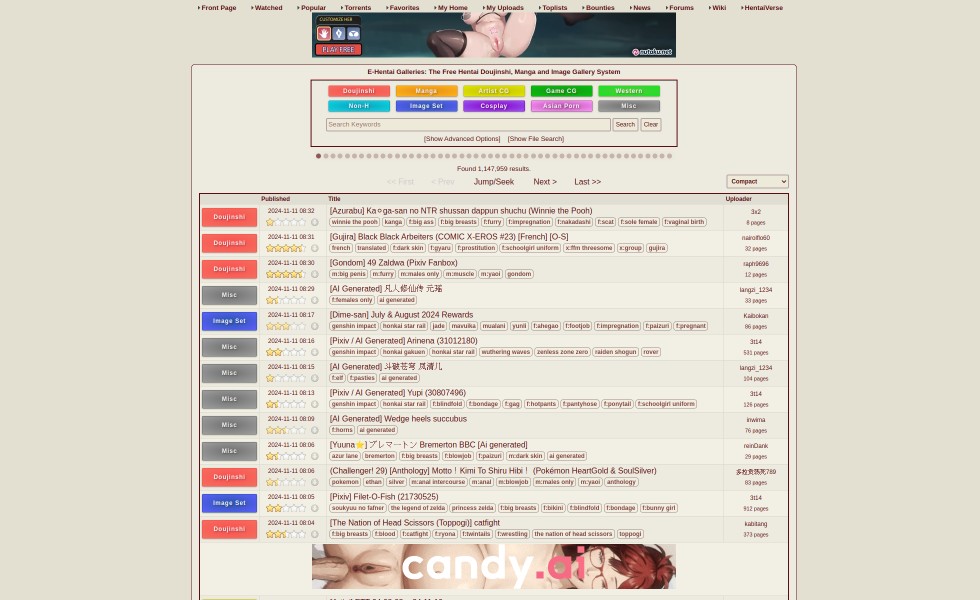 Front Page Watched Popular Torrents Favorites My Home My Uploads Toplists Bounties News Forums Wiki HentaiVerse
CUSTOMIZE HER
PLAY FREE
nutaku.net
E-Hentai Galleries: The Free Hentai Doujinshi, Manga and Image Gallery System
Doujinshi Manga Artist CG Game CG Western
Non-H Image Set Cosplay Asian Porn Misc
Search Keywords Search Clear
[Show Advanced Options] [Show File Search]
Found 1,147,959 results.
<< First < Prev Jump/Seek Next > Last >> Compact
Published Title Uploader
Doujinshi 2024-11-11 08:32 [Azurabu] Ka⚪︎ga-san no NTR shussan dappun shuchu (Winnie the Pooh) 3x2
winnie the pooh kanga f:big ass f:big breasts f:furry f:impregnation f:nakadashi f:scat f:sole female f:vaginal birth 8 pages
Doujinshi 2024-11-11 08:31 [Gujira] Black Black Arbeiters (COMIC X-EROS #23) [French] [O-S] nairolflo60
french translated f:dark skin f:gyaru f:prostitution f:schoolgirl uniform x:ffm threesome x:group gujira 32 pages
Doujinshi 2024-11-11 08:30 [Gondom] 49 Zaldwa (Pixiv Fanbox) raph9696
m:big penis m:furry m:males only m:muscle m:yaoi gondom 12 pages
Misc 2024-11-11 08:29 [AI Generated] 凡人修仙传 元瑶 langzi_1234
f:females only ai generated 33 pages
Image Set 2024-11-11 08:17 [Dime-san] July & August 2024 Rewards Kaibokan
genshin impact honkai star rail jade mavuika mualani yunli f:ahegao f:footjob f:impregnation f:paizuri f:pregnant 86 pages
Misc 2024-11-11 08:16 [Pixiv / AI Generated] Arinena (31012180) 3t14
genshin impact honkai gakuen honkai star rail wuthering waves zenless zone zero raiden shogun rover 531 pages
Misc 2024-11-11 08:15 [AI Generated] 斗破苍穹 凤清儿 langzi_1234
f:elf f:pasties ai generated 104 pages
Misc 2024-11-11 08:13 [Pixiv / AI Generated] Yupi (30807496) 3t14
genshin impact honkai star rail f:blindfold f:bondage f:gag f:hotpants f:pantyhose f:ponytail f:schoolgirl uniform 126 pages
Misc 2024-11-11 08:09 [AI Generated] Wedge heels succubus inwima
f:horns ai generated 76 pages
Misc 2024-11-11 08:06 [Yuuna⭐] ブレマートン Bremerton BBC [Ai generated] reinDank
azur lane bremerton f:big breasts f:blowjob f:paizuri m:dark skin ai generated 29 pages
Doujinshi 2024-11-11 08:06 (Challenger! 29) [Anthology] Motto！Kimi To Shiru Hibi！ (Pokémon HeartGold & SoulSilver)
pokemon ethan silver m:anal intercourse m:anal m:blowjob m:males only m:yaoi anthology 83 pages
Image Set 2024-11-11 08:05 [Pixiv] Filet-O-Fish (21730525) 3t14
soukyuu no fafner the legend of zelda princess zelda f:big breasts f:bikini f:blindfold f:bondage f:bunny girl 912 pages
Doujinshi 2024-11-11 08:04 [The Nation of Head Scissors (Toppogi)] catfight kabilang
f:big breasts f:blood f:catfight f:ryona f:twintails f:wrestling the nation of head scissors toppogi 373 pages
candy.ai